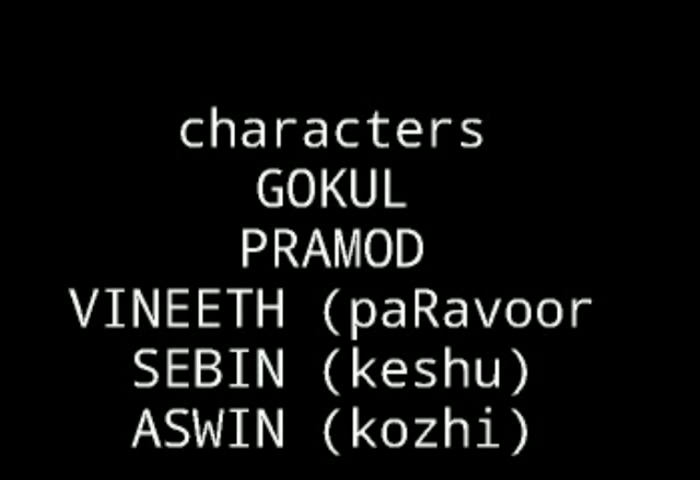 characters
GOKUL
PRAMOD
VINEETH (paRavoor
SEBIN (keshu)
ASWIN (kozhi)